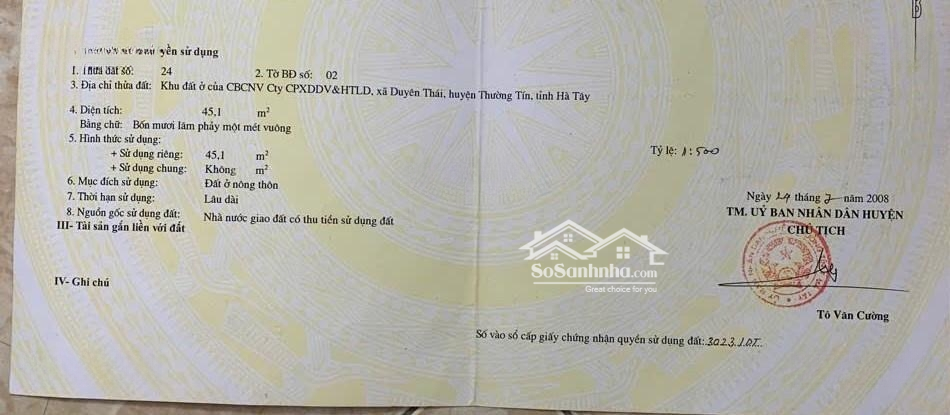 yền sử dụng
1. Thửa đất số: 24 2. Tờ BĐ số: 02
3. Địa chỉ thửa đất: Khu đất ở của CBCNV Cty CPXDDV&HTLD, xã Duyên Thái, huyện Thường Tín, tỉnh Hà Tây
4. Diện tích: 45,1 m²
Bằng chữ: Bốn mươi lăm phảy một mét vuông
5. Hình thức sử dụng:
+ Sử dụng riêng: 45,1 m²
+ Sử dụng chung: Không m²
6. Mục đích sử dụng: Đất ở nông thôn
7. Thời hạn sử dụng: Lâu dài
8. Nguồn gốc sử dụng đất: Nhà nước giao đất có thu tiền sử dụng đất
III- Tài sản gắn liền với đất
IV- Ghi chú
Tỷ lệ: 1:500
Ngày 29 tháng 2 năm 2008
TM. UỶ BAN NHÂN DÂN HUYỆN
CHỦ TỊCH
Tô Văn Cường
Số vào sổ cấp giấy chứng nhận quyền sử dụng đất: 3023
SoSanhnha.com
Great choice for you